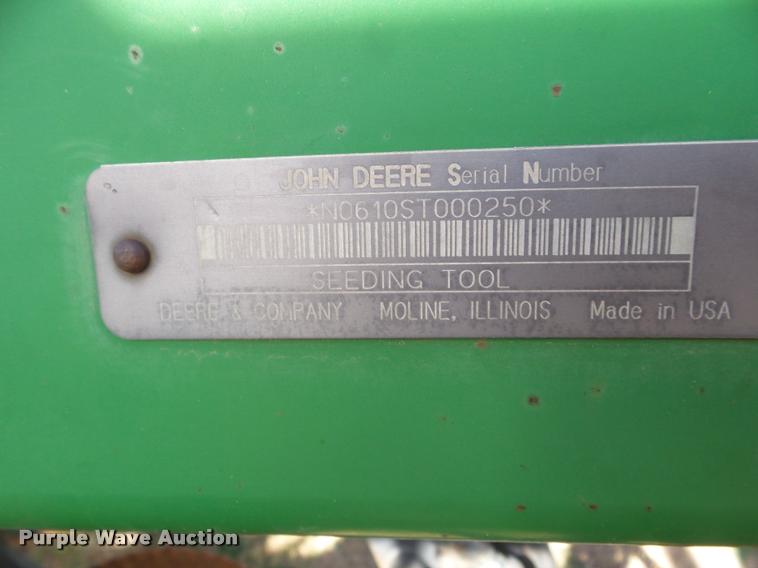 JOHN DEERE Serial Number
*N0610ST000250*
SEEDING TOOL
DEERE & COMPANY MOLINE, ILLINOIS Made in USA
Purple Wave Auction